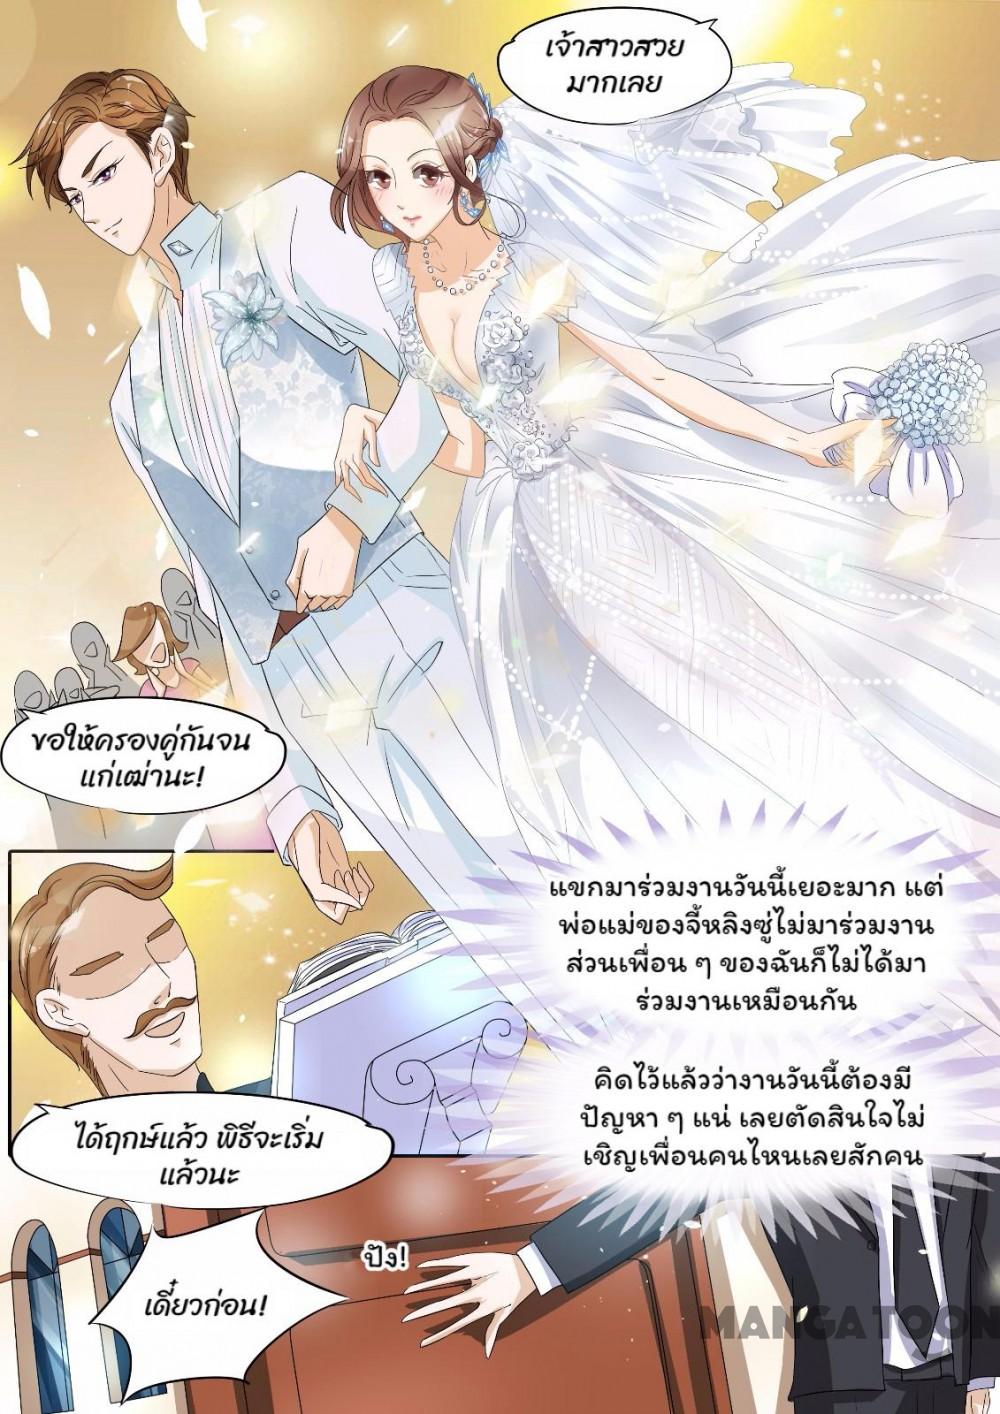 เจ้าสาวสวย
มากเลย
ขอให้ครองคู่กันจน
แก่เฒ่านะ!
แขกมาร่วมงานวันนี้เยอะมาก แต่
พ่อแม่ของจี้หลิงซู่ไม่มาร่วมงาน
ส่วนเพื่อน ๆ ของฉันก็ไม่ได้มา
ร่วมงานเหมือนกัน
คิดไว้แล้วว่างานวันนี้ต้องมี
ปัญหา ๆ แน่ เลยตัดสินใจไม่
เชิญเพื่อนคนไหนเลยสักคน
ได้ฤกษ์แล้ว พิธีจะเริ่ม
แล้วนะ
ปัง!
เดี๋ยวก่อน!
MANGATOON